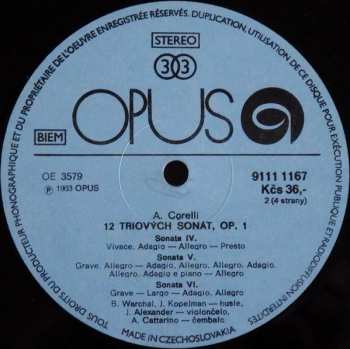 TOUS DROITS DU PRODUCTEUR PHONOGRAPHIQUE ET DU PROPRIÉTAIRE DE L'OEUVRE ENREGISTRÉE RÉSERVÉS. DUPLICATION, UTILISATION DE CE DISQUE POUR EXÉCUTION PUBLIQUE ET RADIODIFFUSION INTERDITES
STEREO
33
OPUS
BIEM
OE 3579
℗ 1983 OPUS
9111 1167
Kčs 36,-
2 (4 strany)
A. Corelli
12 TRIOVÝCH SONÁT, OP. 1
Sonata IV.
Vivace, Adagio — Allegro — Presto
Sonata V.
Grave, Allegro — Adagio, Allegro, Adagio,
Allegro, Adagio e piano — Allegro
Sonata VI.
Grave — Largo — Adagio, Allegro
B. Warchal, J. Kopelman — husle,
J. Alexander — violončelo,
A. Cattarino — čembalo
MADE IN CZECHOSLOVAKIA